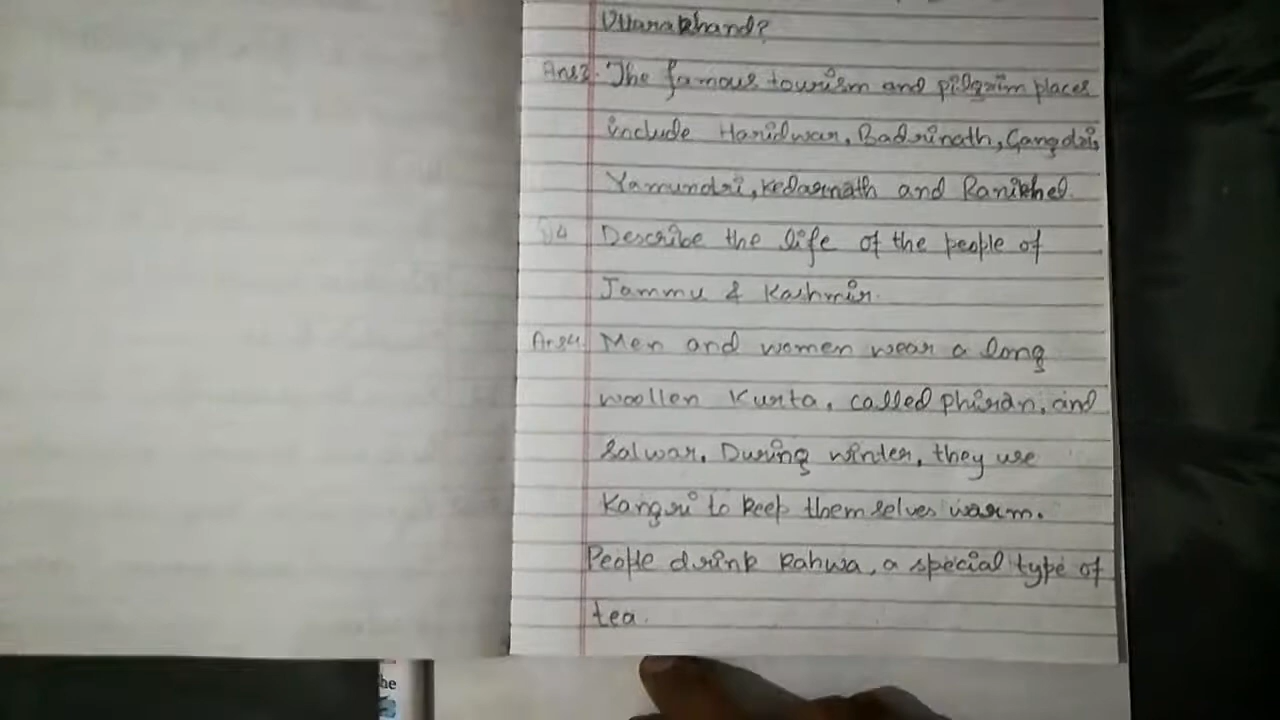 Uttarakhand?
Ans3. The famous tourism and pilgrim places
include Haridwar, Badrinath, Gangotri,
Yamunotri, Kedarnath and Ranikhet.
Q4 Describe the life of the people of
Jammu & Kashmir.
Ans4. Men and women wear a long
woollen Kurta, called phiran, and
salwar. During winter, they use
Kangri to keep themselves warm.
People drink Kahwa, a special type of
tea.
he